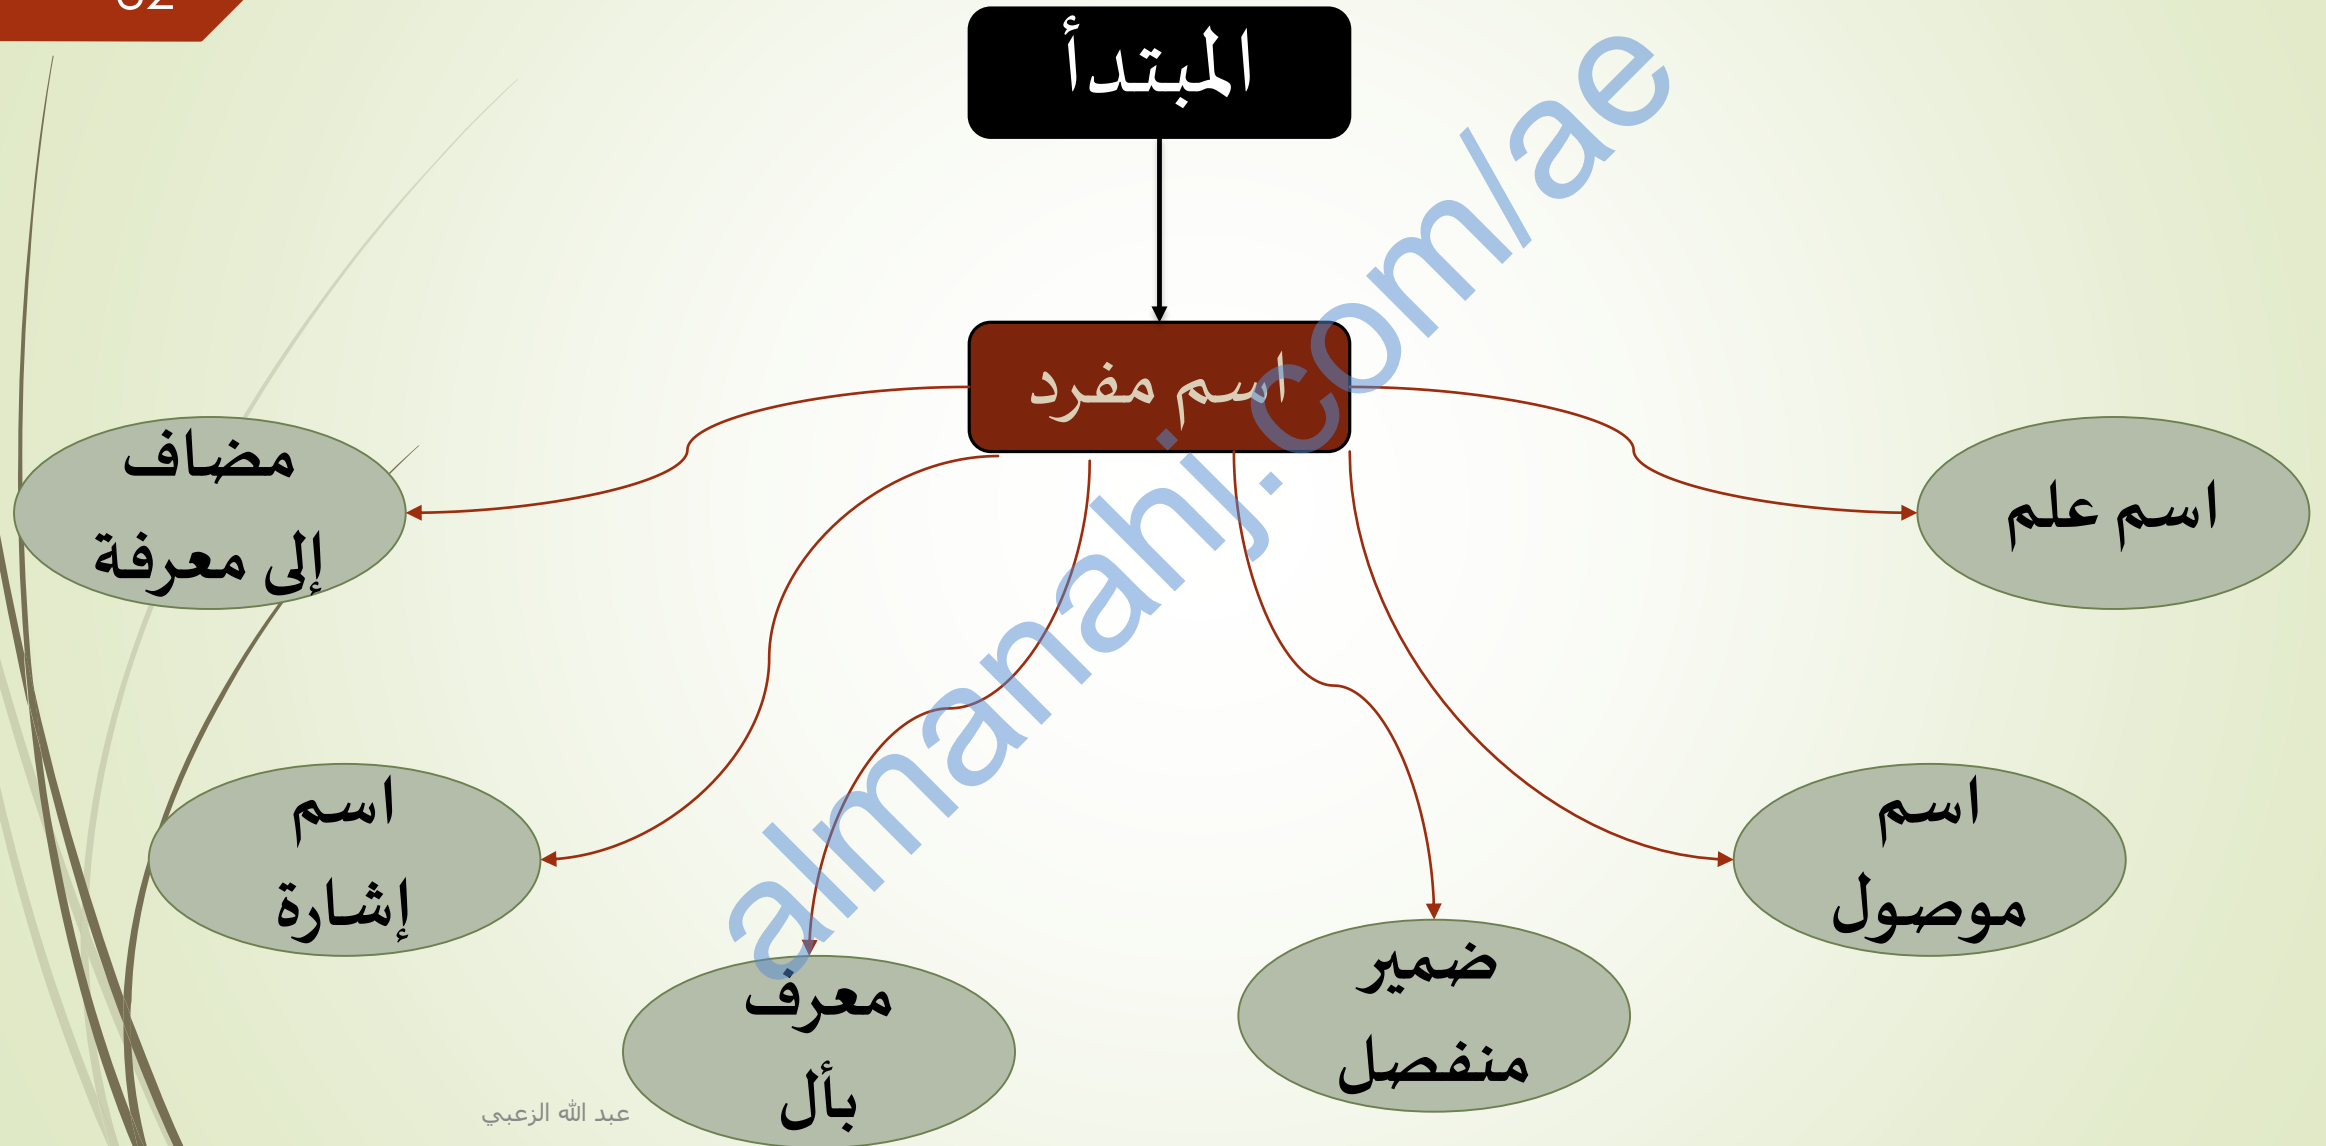 المبتدأ
اسم مفرد
اسم علم
مضاف
إلى معرفة
اسم
موصول
اسم
إشارة
ضمير
منفصل
معرف
بأل
عبد الله الزعبي
almanahj.com/ae